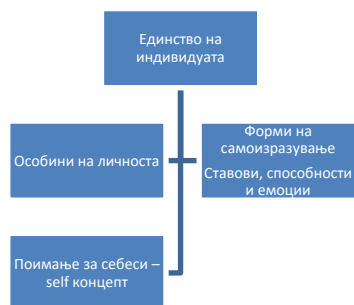 Единство на
индивидуата
Особини на личноста
Форми на
самоизразување
Ставови, способности
и емоции
Поимање за себеси –
self концепт